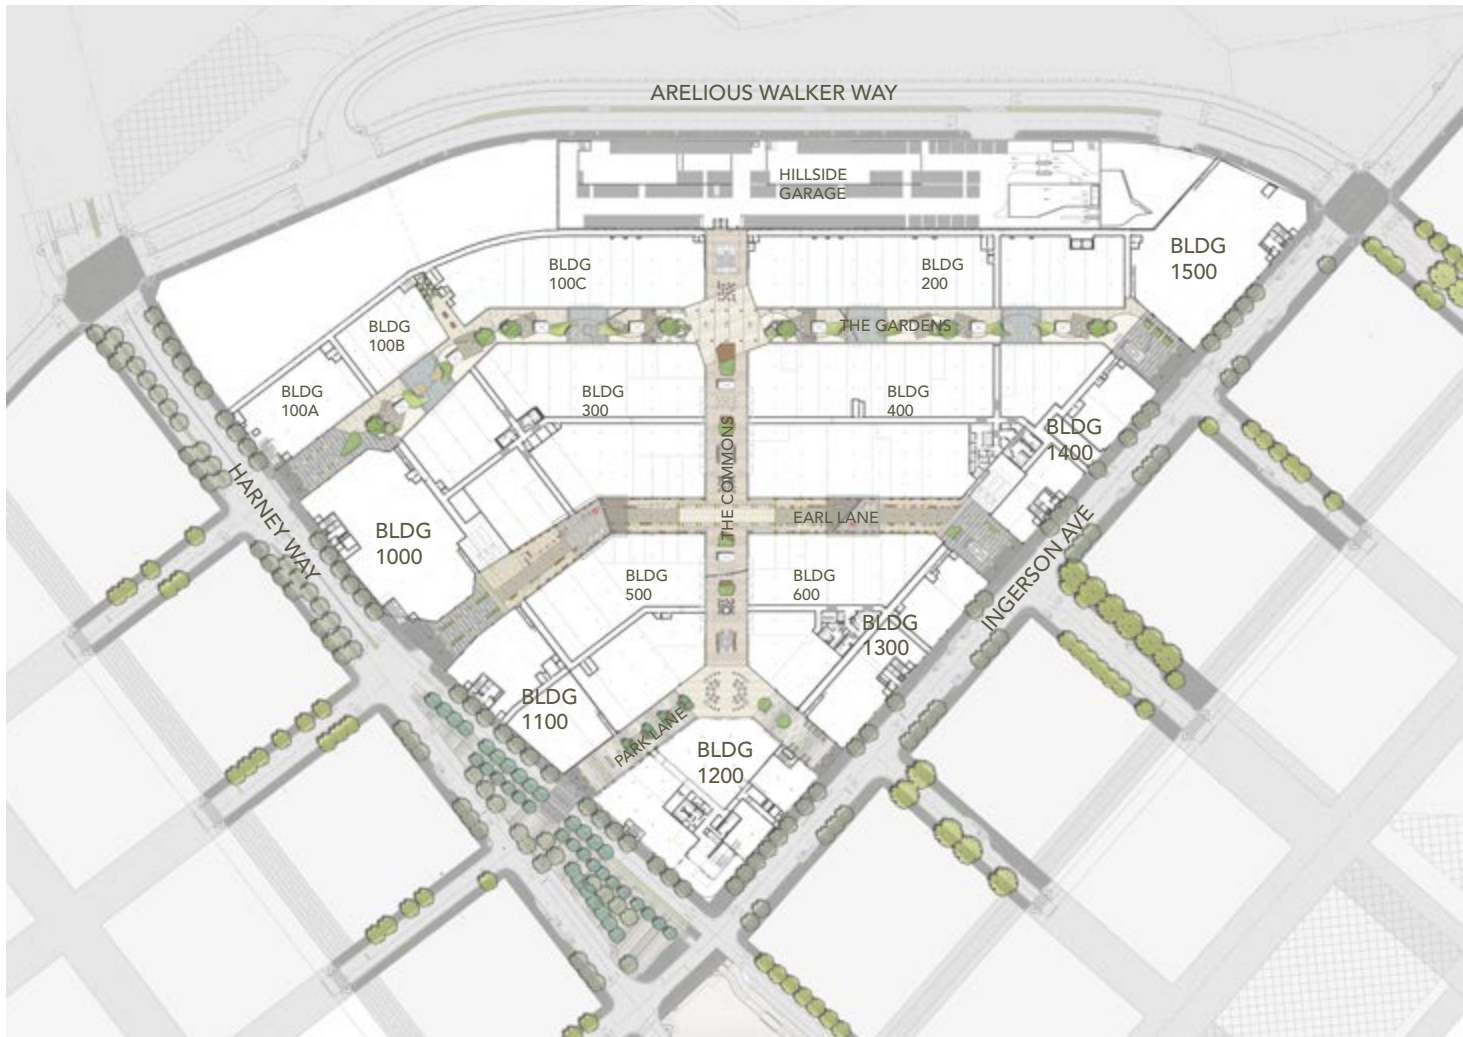 ARELIOUS WALKER WAY
HILLSIDE
GARAGE
BLDG
1500
BLDG
100C
BLDG
200
THE GARDENS
BLDG
100B
BLDG
100A
BLDG
300
BLDG
400
BLDG
1400
THE COMMONS
HARNEY WAY
BLDG
1000
EARL LANE
INGERSON AVE
BLDG
500
BLDG
600
BLDG
1300
BLDG
1100
PARK LANE
BLDG
1200